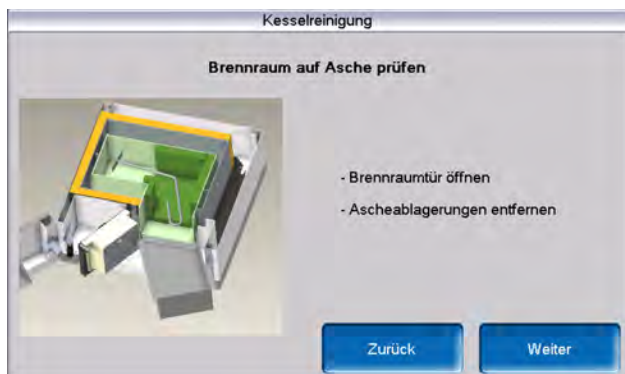 Kesselreinigung
Brennraum auf Asche prüfen
- Brennraumtür öffnen
- Ascheablagerungen entfernen
Zurück
Weiter